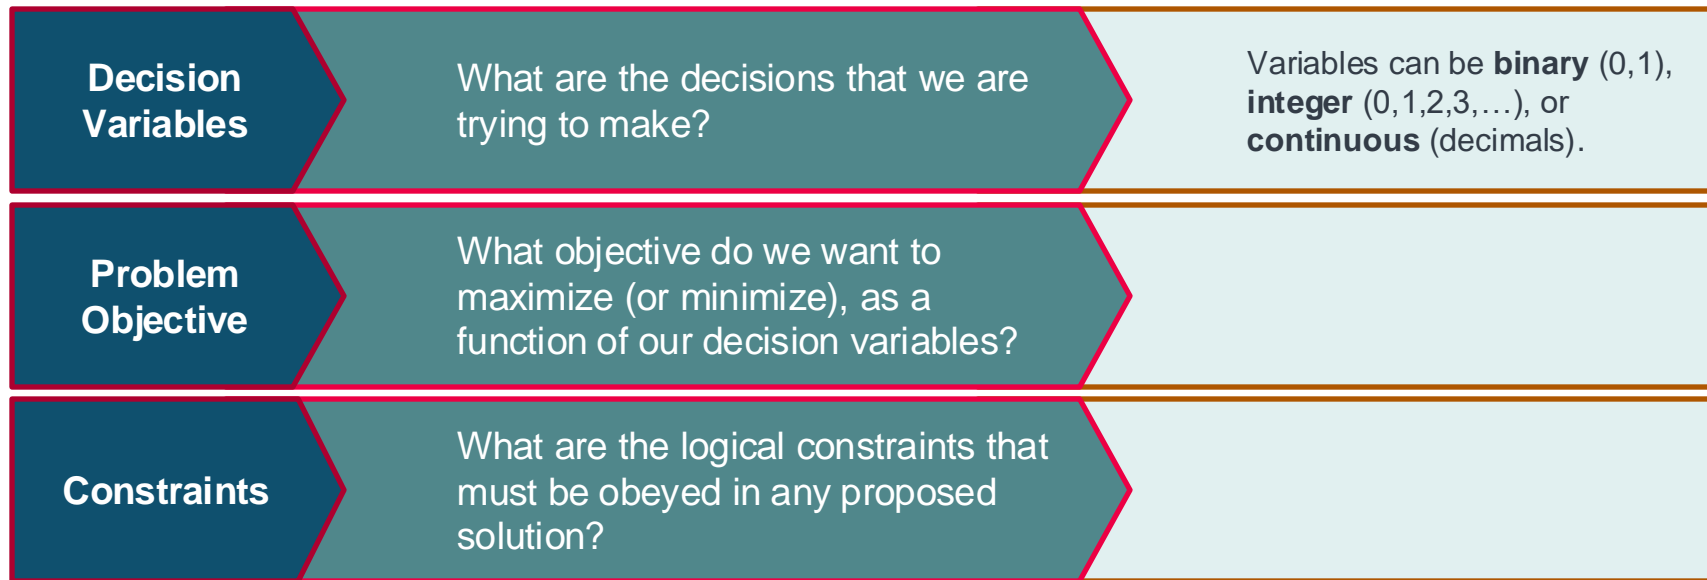 Decision
Variables
What are the decisions that we are
trying to make?
Variables can be binary (0,1),
integer (0,1,2,3,…), or
continuous (decimals).
Problem
Objective
What objective do we want to
maximize (or minimize), as a
function of our decision variables?
Constraints
What are the logical constraints that
must be obeyed in any proposed
solution?